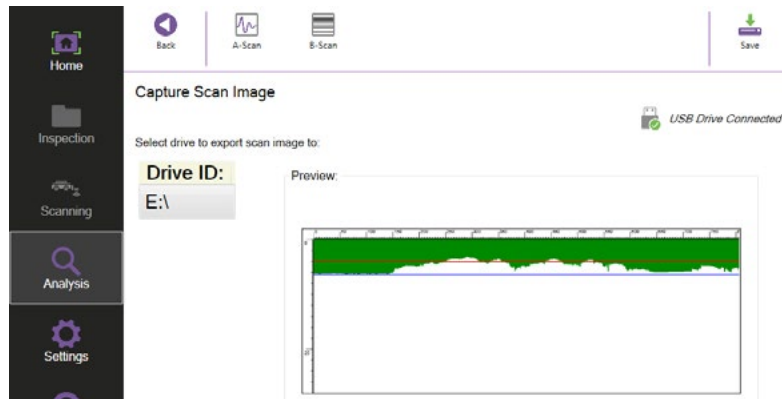 Back
A-Scan
B-Scan
Save
Home
Inspection
Scanning
Analysis
Settings
Capture Scan Image
USB Drive Connected
Select drive to export scan image to:
Drive ID:
E:\
Preview: